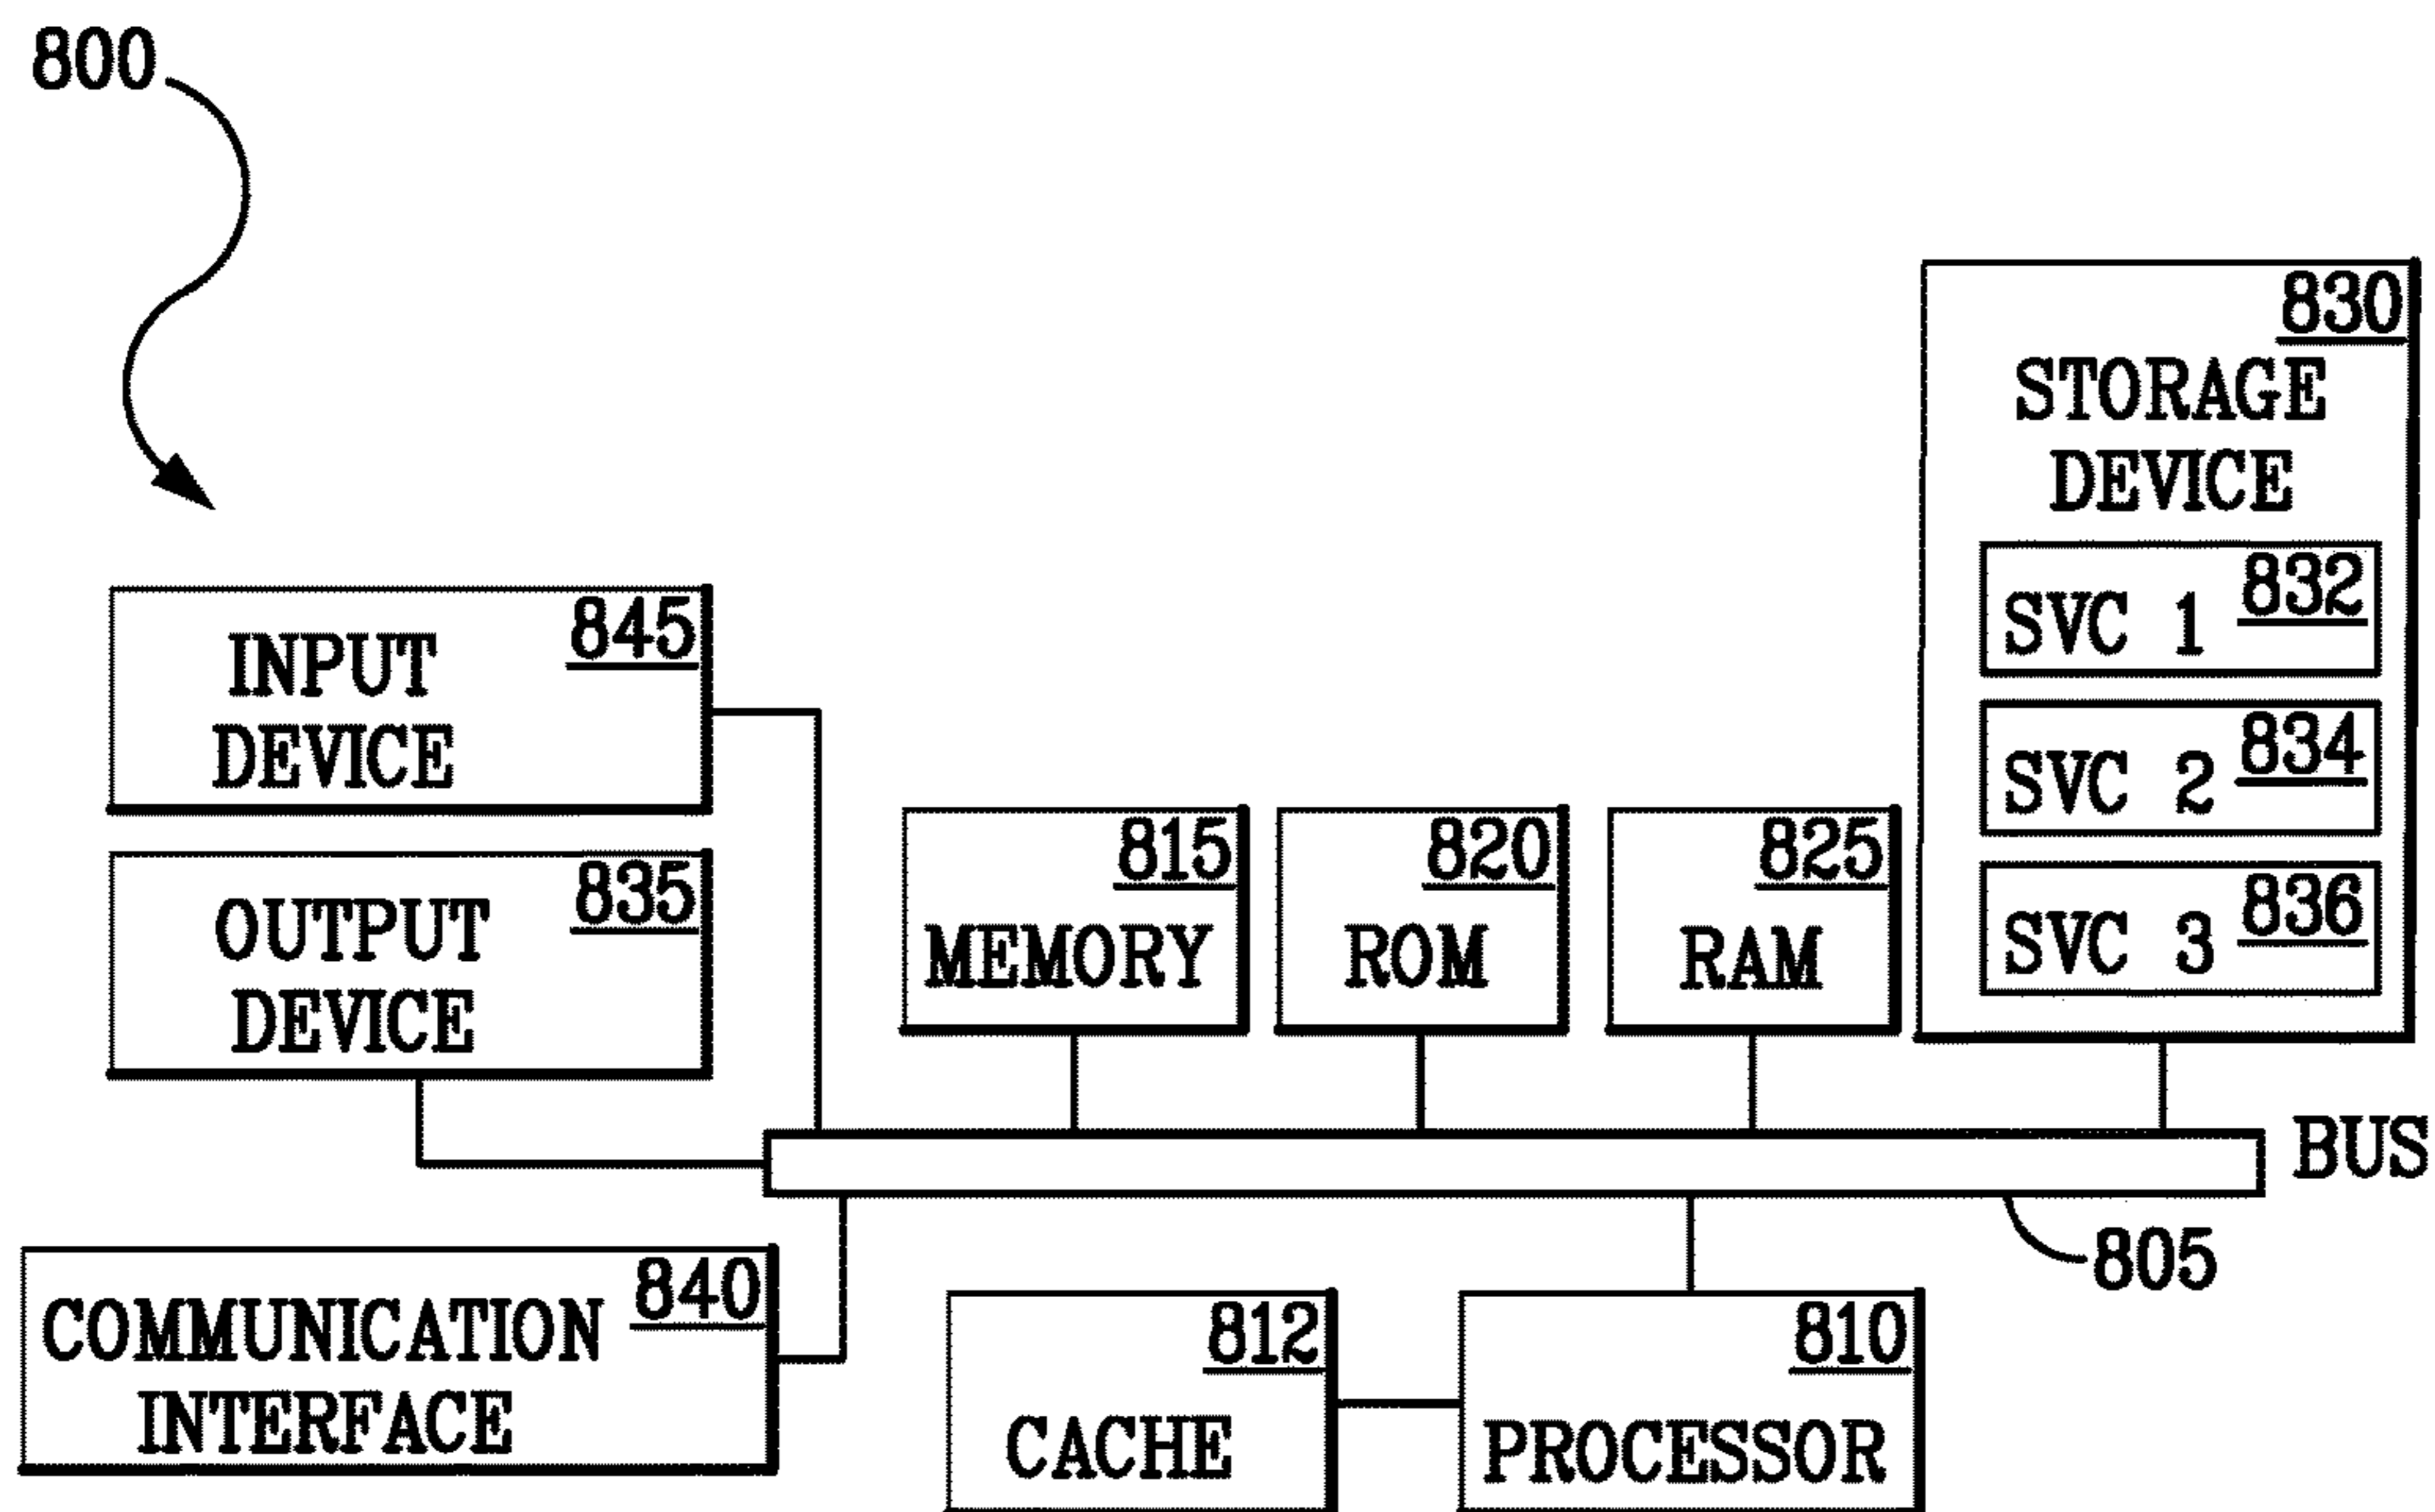 800
830
STORAGE
DEVICE
832
SVC 1
834
SVC 2
836
SVC 3
845
INPUT
DEVICE
835
OUTPUT
DEVICE
815
MEMORY
820
ROM
825
RAM
BUS
805
840
COMMUNICATION
INTERFACE
812
CACHE
810
PROCESSOR